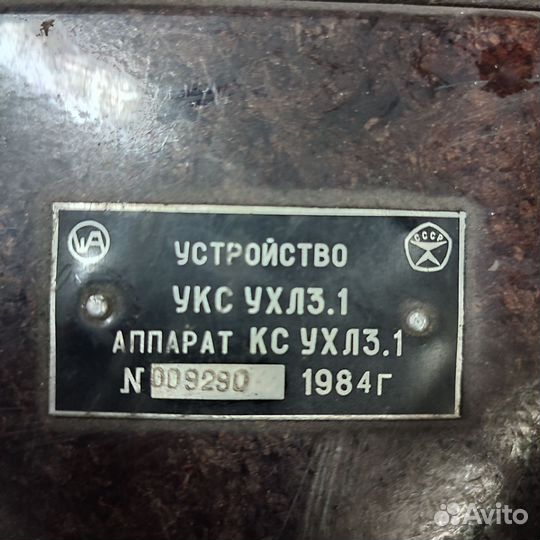 СССР
УСТРОЙСТВО
УКС УХЛ3.1
АППАРАТ КС УХЛ3.1
№ 009290 1984г
Avito